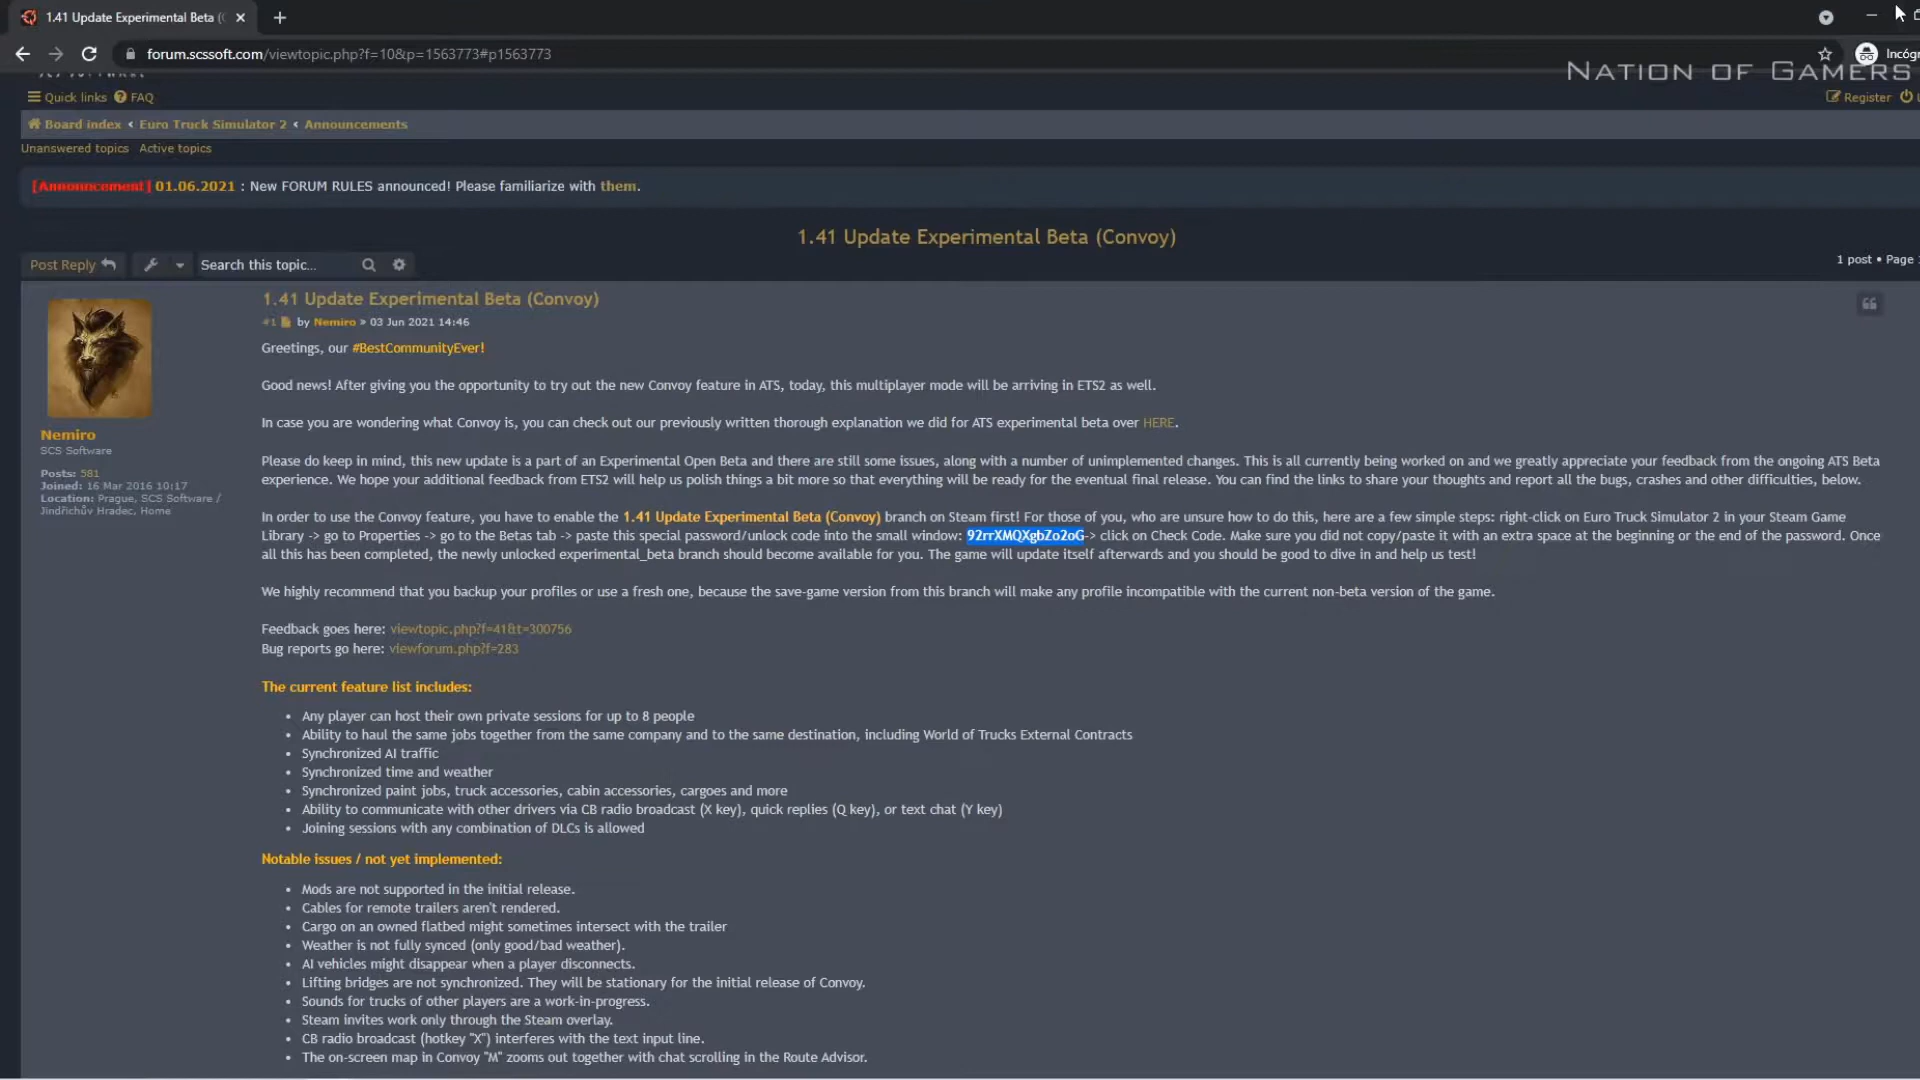 1.41 Update Experimental Beta (
forum.scssoft.com/viewtopic.php?f=10&p=1563773#p1563773
Incóg
NATION OF GAMERS
Quick links FAQ
Register
Board index ‹ Euro Truck Simulator 2 ‹ Announcements
Unanswered topics Active topics
[Announcement] 01.06.2021 : New FORUM RULES announced! Please familiarize with them.
1.41 Update Experimental Beta (Convoy)
Post Reply Search this topic...
1 post • Page
1.41 Update Experimental Beta (Convoy)
#1 by Nemiro » 03 Jun 2021 14:46
Nemiro
SCS Software
Posts: 581
Joined: 16 Mar 2016 10:17
Location: Prague, SCS Software /
Jindřichův Hradec, Home
Greetings, our #BestCommunityEver!
Good news! After giving you the opportunity to try out the new Convoy feature in ATS, today, this multiplayer mode will be arriving in ETS2 as well.
In case you are wondering what Convoy is, you can check out our previously written thorough explanation we did for ATS experimental beta over HERE.
Please do keep in mind, this new update is a part of an Experimental Open Beta and there are still some issues, along with a number of unimplemented changes. This is all currently being worked on and we greatly appreciate your feedback from the ongoing ATS Beta
experience. We hope your additional feedback from ETS2 will help us polish things a bit more so that everything will be ready for the eventual final release. You can find the links to share your thoughts and report all the bugs, crashes and other difficulties, below.
In order to use the Convoy feature, you have to enable the 1.41 Update Experimental Beta (Convoy) branch on Steam first! For those of you, who are unsure how to do this, here are a few simple steps: right-click on Euro Truck Simulator 2 in your Steam Game
Library -> go to Properties -> go to the Betas tab -> paste this special password/unlock code into the small window: 92rrXMQXgbZo2oG-> click on Check Code. Make sure you did not copy/paste it with an extra space at the beginning or the end of the password. Once
all this has been completed, the newly unlocked experimental_beta branch should become available for you. The game will update itself afterwards and you should be good to dive in and help us test!
We highly recommend that you backup your profiles or use a fresh one, because the save-game version from this branch will make any profile incompatible with the current non-beta version of the game.
Feedback goes here: viewtopic.php?f=41&t=300756
Bug reports go here: viewforum.php?f=283
The current feature list includes:
• Any player can host their own private sessions for up to 8 people
• Ability to haul the same jobs together from the same company and to the same destination, including World of Trucks External Contracts
• Synchronized AI traffic
• Synchronized time and weather
• Synchronized paint jobs, truck accessories, cabin accessories, cargoes and more
• Ability to communicate with other drivers via CB radio broadcast (X key), quick replies (Q key), or text chat (Y key)
• Joining sessions with any combination of DLCs is allowed
Notable issues / not yet implemented:
• Mods are not supported in the initial release.
• Cables for remote trailers aren't rendered.
• Cargo on an owned flatbed might sometimes intersect with the trailer
• Weather is not fully synced (only good/bad weather).
• AI vehicles might disappear when a player disconnects.
• Lifting bridges are not synchronized. They will be stationary for the initial release of Convoy.
• Sounds for trucks of other players are a work-in-progress.
• Steam invites work only through the Steam overlay.
• CB radio broadcast (hotkey "X") interferes with the text input line.
• The on-screen map in Convoy "M" zooms out together with chat scrolling in the Route Advisor.